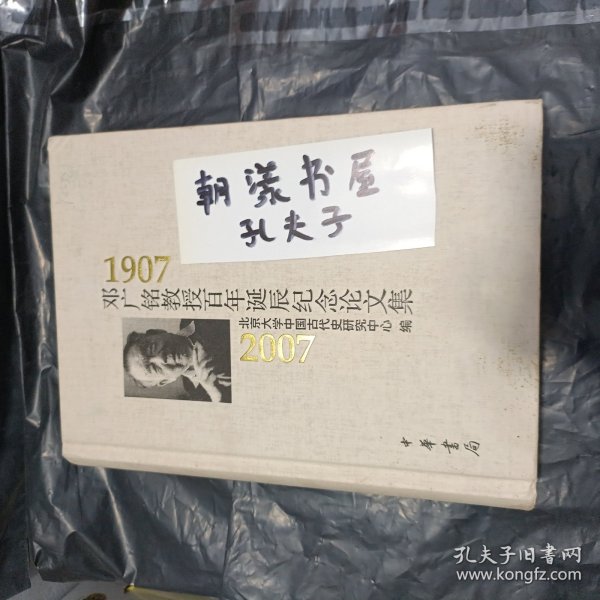 朝漾书屋
孔夫子
1907
邓广铭教授百年诞辰纪念论文集
北京大学中国古代史研究中心 编
2007
中华书局
孔夫子旧书网
www.kongfz.com